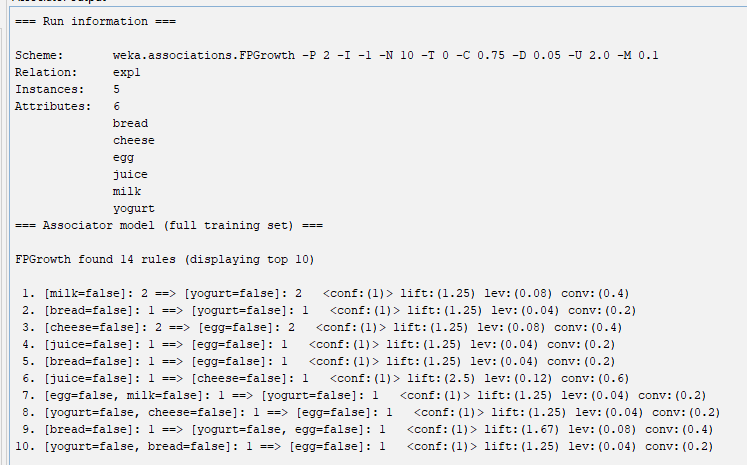 === Run information ===
Scheme: weka.associations.FPGrowth -P 2 -I -1 -N 10 -T 0 -C 0.75 -D 0.05 -U 2.0 -M 0.1
Relation: exp1
Instances: 5
Attributes: 6
bread
cheese
egg
juice
milk
yogurt
=== Associator model (full training set) ===
FPGrowth found 14 rules (displaying top 10)
1. [milk=false]: 2 ==> [yogurt=false]: 2 <conf:(1)> lift:(1.25) lev:(0.08) conv:(0.4)
2. [bread=false]: 1 ==> [yogurt=false]: 1 <conf:(1)> lift:(1.25) lev:(0.04) conv:(0.2)
3. [cheese=false]: 2 ==> [egg=false]: 2 <conf:(1)> lift:(1.25) lev:(0.08) conv:(0.4)
4. [juice=false]: 1 ==> [egg=false]: 1 <conf:(1)> lift:(1.25) lev:(0.04) conv:(0.2)
5. [bread=false]: 1 ==> [egg=false]: 1 <conf:(1)> lift:(1.25) lev:(0.04) conv:(0.2)
6. [juice=false]: 1 ==> [cheese=false]: 1 <conf:(1)> lift:(2.5) lev:(0.12) conv:(0.6)
7. [egg=false, milk=false]: 1 ==> [yogurt=false]: 1 <conf:(1)> lift:(1.25) lev:(0.04) conv:(0.2)
8. [yogurt=false, cheese=false]: 1 ==> [egg=false]: 1 <conf:(1)> lift:(1.25) lev:(0.04) conv:(0.2)
9. [bread=false]: 1 ==> [yogurt=false, egg=false]: 1 <conf:(1)> lift:(1.67) lev:(0.08) conv:(0.4)
10. [yogurt=false, bread=false]: 1 ==> [egg=false]: 1 <conf:(1)> lift:(1.25) lev:(0.04) conv:(0.2)